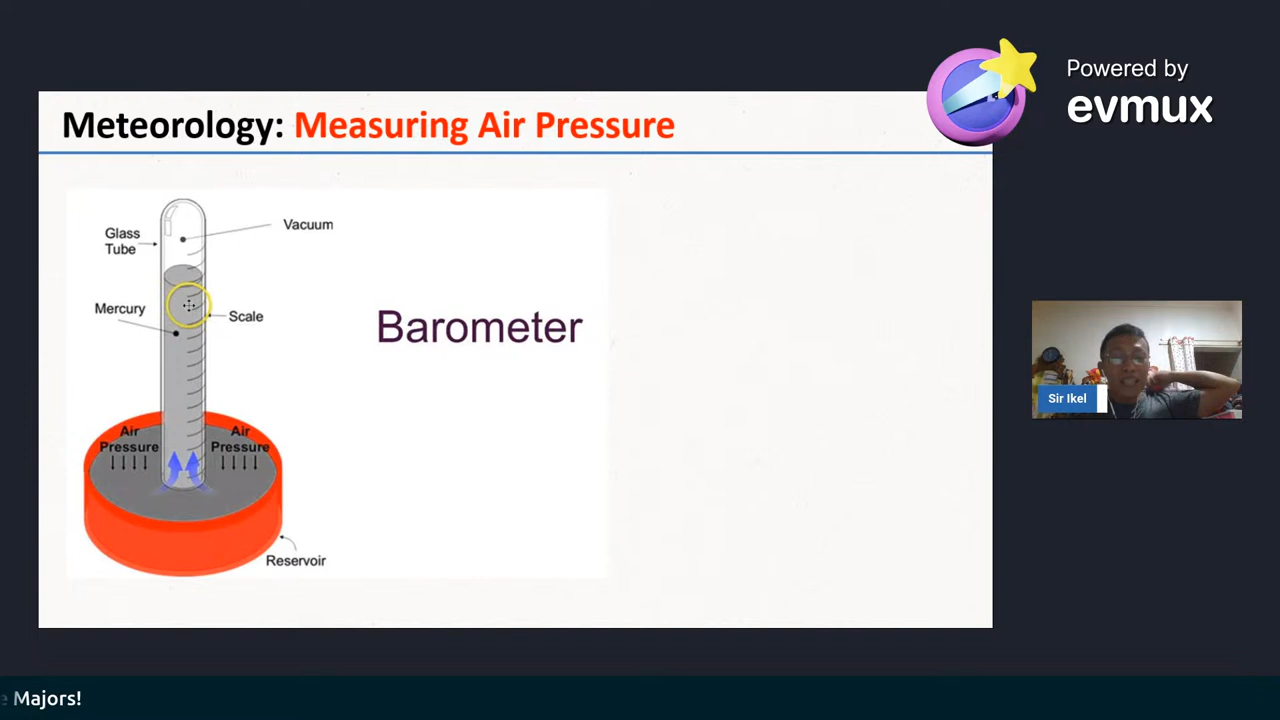 Powered by
evmux
Meteorology: Measuring Air Pressure
Glass
Tube
Vacuum
Mercury
Scale
Barometer
Air
Pressure
Air
Pressure
Reservoir
Sir Ikel
e Majors!